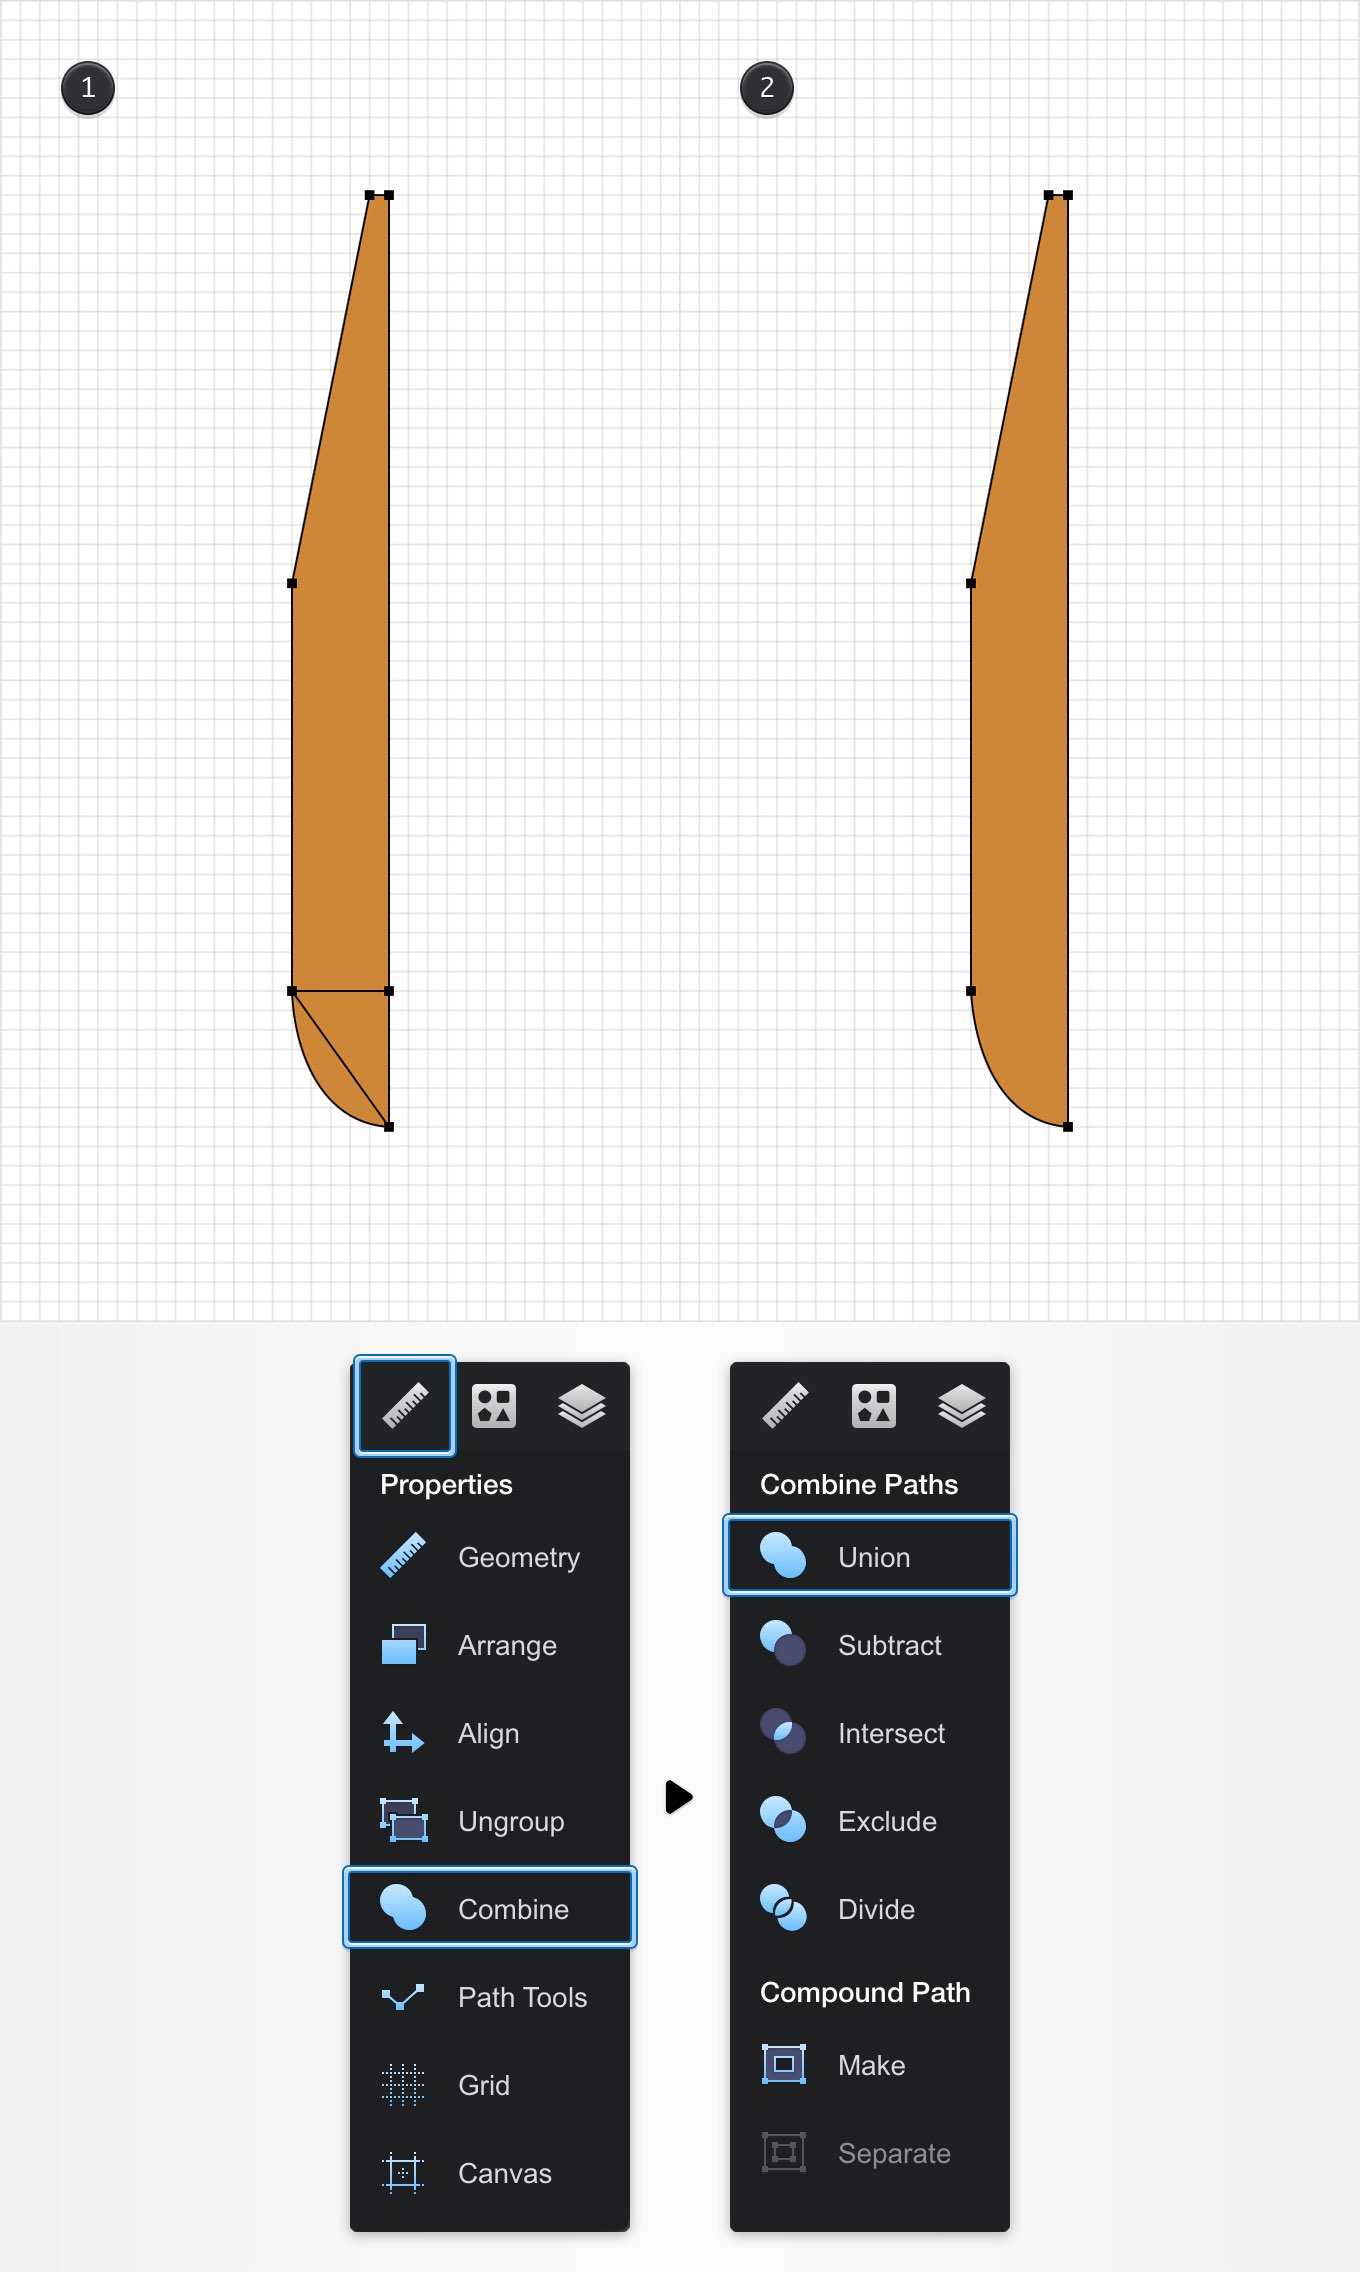 1
2
Properties
Geometry
Arrange
Align
Ungroup
Combine
Path Tools
Grid
Canvas
Combine Paths
Union
Subtract
Intersect
Exclude
Divide
Compound Path
Make
Separate